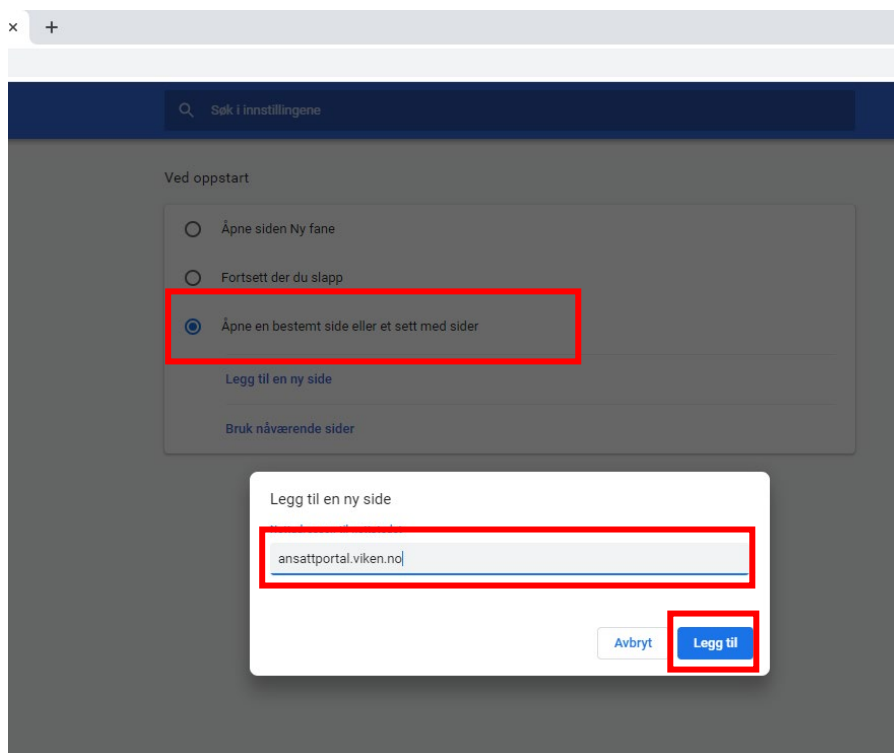 Søk i innstillingene
Ved oppstart
Åpne siden Ny fane
Fortsett der du slapp
Åpne en bestemt side eller et sett med sider
Legg til en ny side
Bruk nåværende sider
Legg til en ny side
ansattportal.viken.no
Avbryt
Legg til